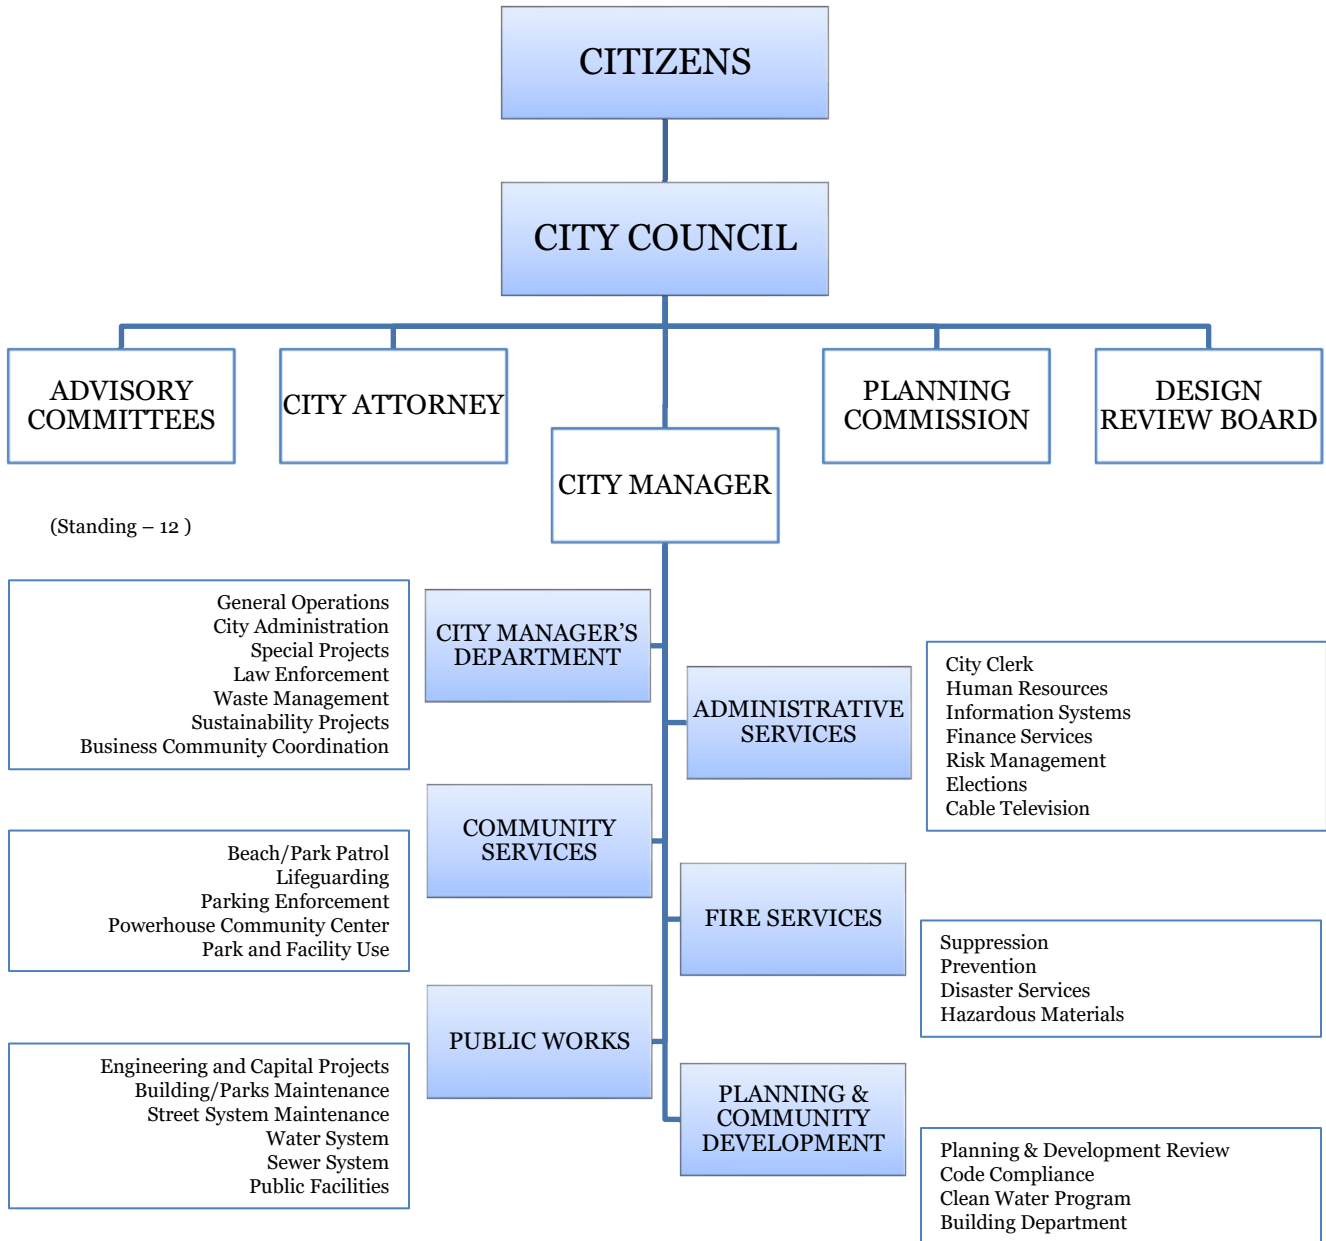 CITIZENS
CITY COUNCIL
ADVISORY
COMMITTEES
CITY ATTORNEY
PLANNING
COMMISSION
DESIGN
REVIEW BOARD
CITY MANAGER
(Standing – 12 )
General Operations
City Administration
Special Projects
Law Enforcement
Waste Management
Sustainability Projects
Business Community Coordination
CITY MANAGER’S
DEPARTMENT
ADMINISTRATIVE
SERVICES
City Clerk
Human Resources
Information Systems
Finance Services
Risk Management
Elections
Cable Television
COMMUNITY
SERVICES
Beach/Park Patrol
Lifeguarding
Parking Enforcement
Powerhouse Community Center
Park and Facility Use
FIRE SERVICES
Suppression
Prevention
Disaster Services
Hazardous Materials
PUBLIC WORKS
Engineering and Capital Projects
Building/Parks Maintenance
Street System Maintenance
Water System
Sewer System
Public Facilities
PLANNING &
COMMUNITY
DEVELOPMENT
Planning & Development Review
Code Compliance
Clean Water Program
Building Department